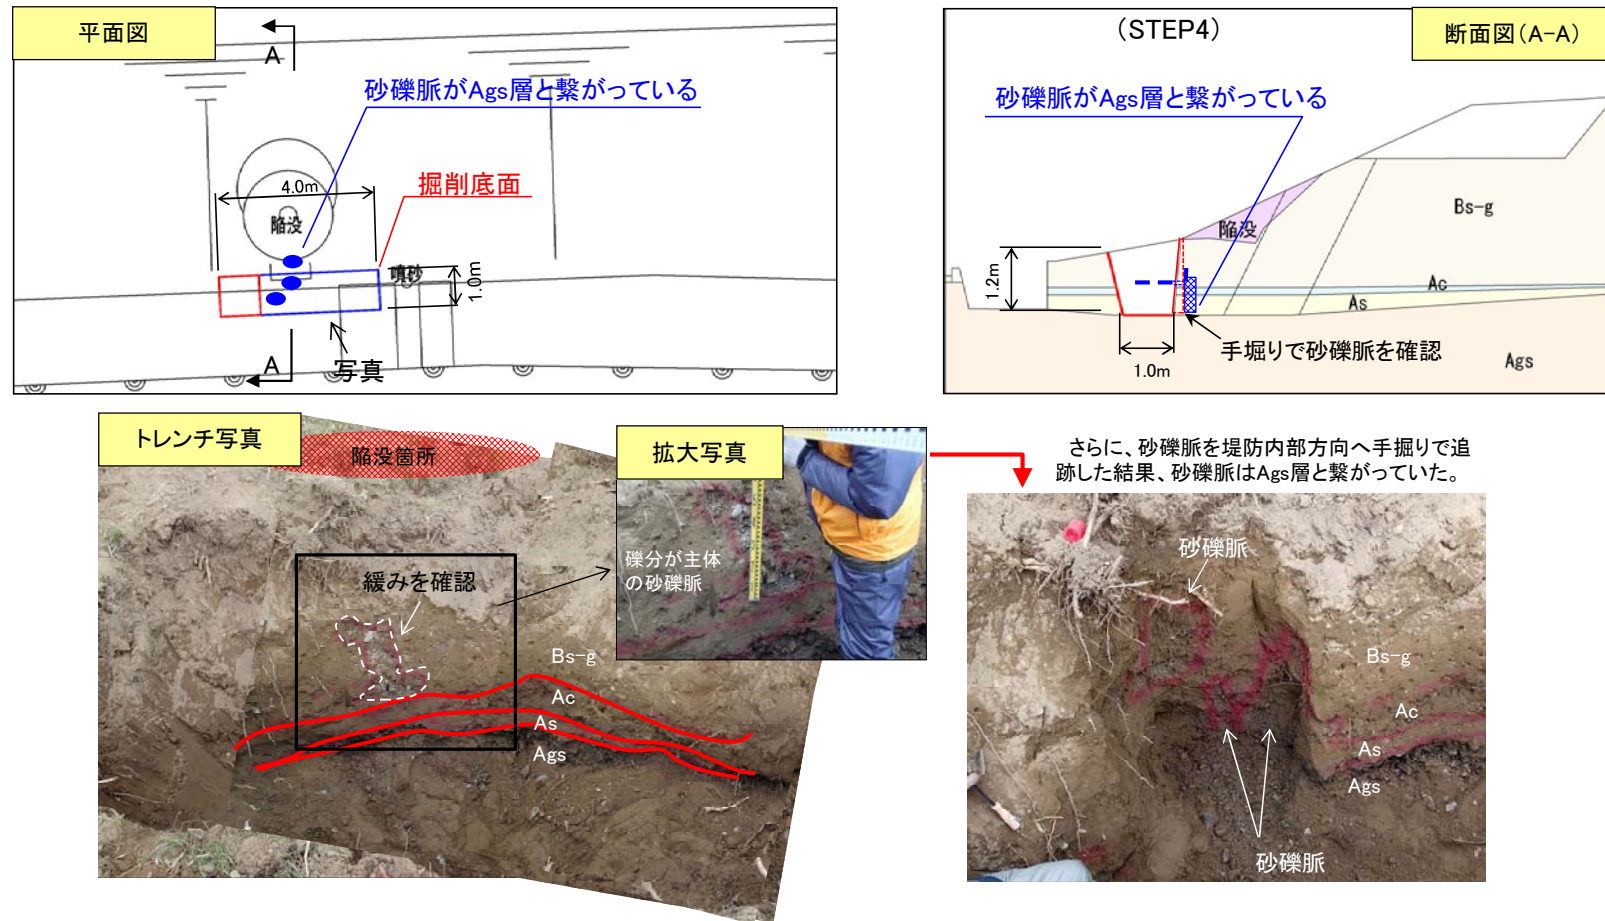 平面図
A
砂礫脈がAgs層と繋がっている
4.0m
掘削底面
陥没
噴砂
1.0m
A
写真
(STEP4)
断面図(A-A)
砂礫脈がAgs層と繋がっている
陥没
Bs-g
1.2m
Ac
As
手堀りで砂礫脈を確認
1.0m
Ags
トレンチ写真
陥没箇所
緩みを確認
Bs-g
Ac
As
Ags
拡大写真
礫分が主体
の砂礫脈
さらに、砂礫脈を堤防内部方向へ手掘りで追
跡した結果、砂礫脈はAgs層と繋がっていた。
砂礫脈
Bs-g
Ac
As
Ags
砂礫脈